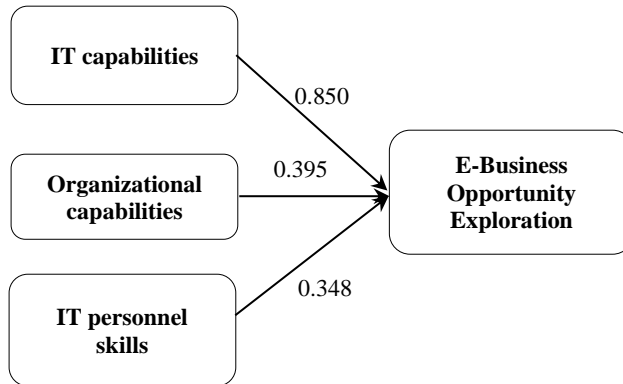 IT capabilities
0.850
Organizational
capabilities
0.395
E-Business
Opportunity
Exploration
IT personnel
skills
0.348